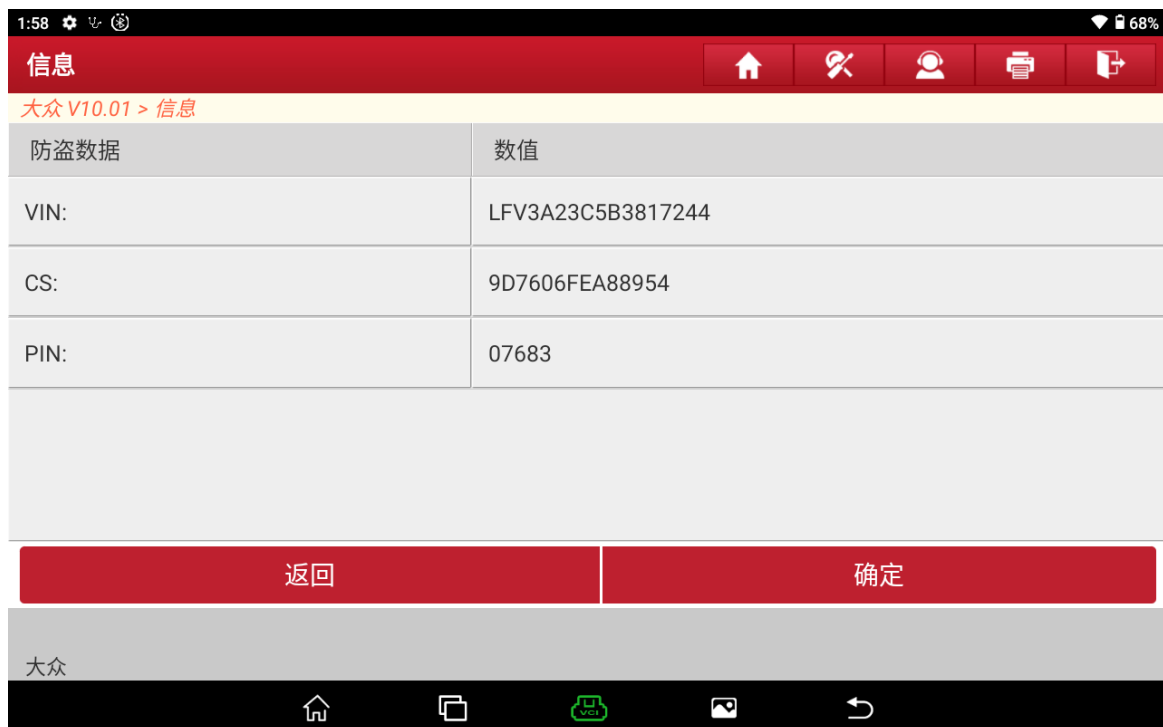 1:58
68%
信息
大众 V10.01 > 信息
防盗数据 数值
VIN: LFV3A23C5B3817244
CS: 9D7606FEA88954
PIN: 07683
返回 确定
大众
VCI